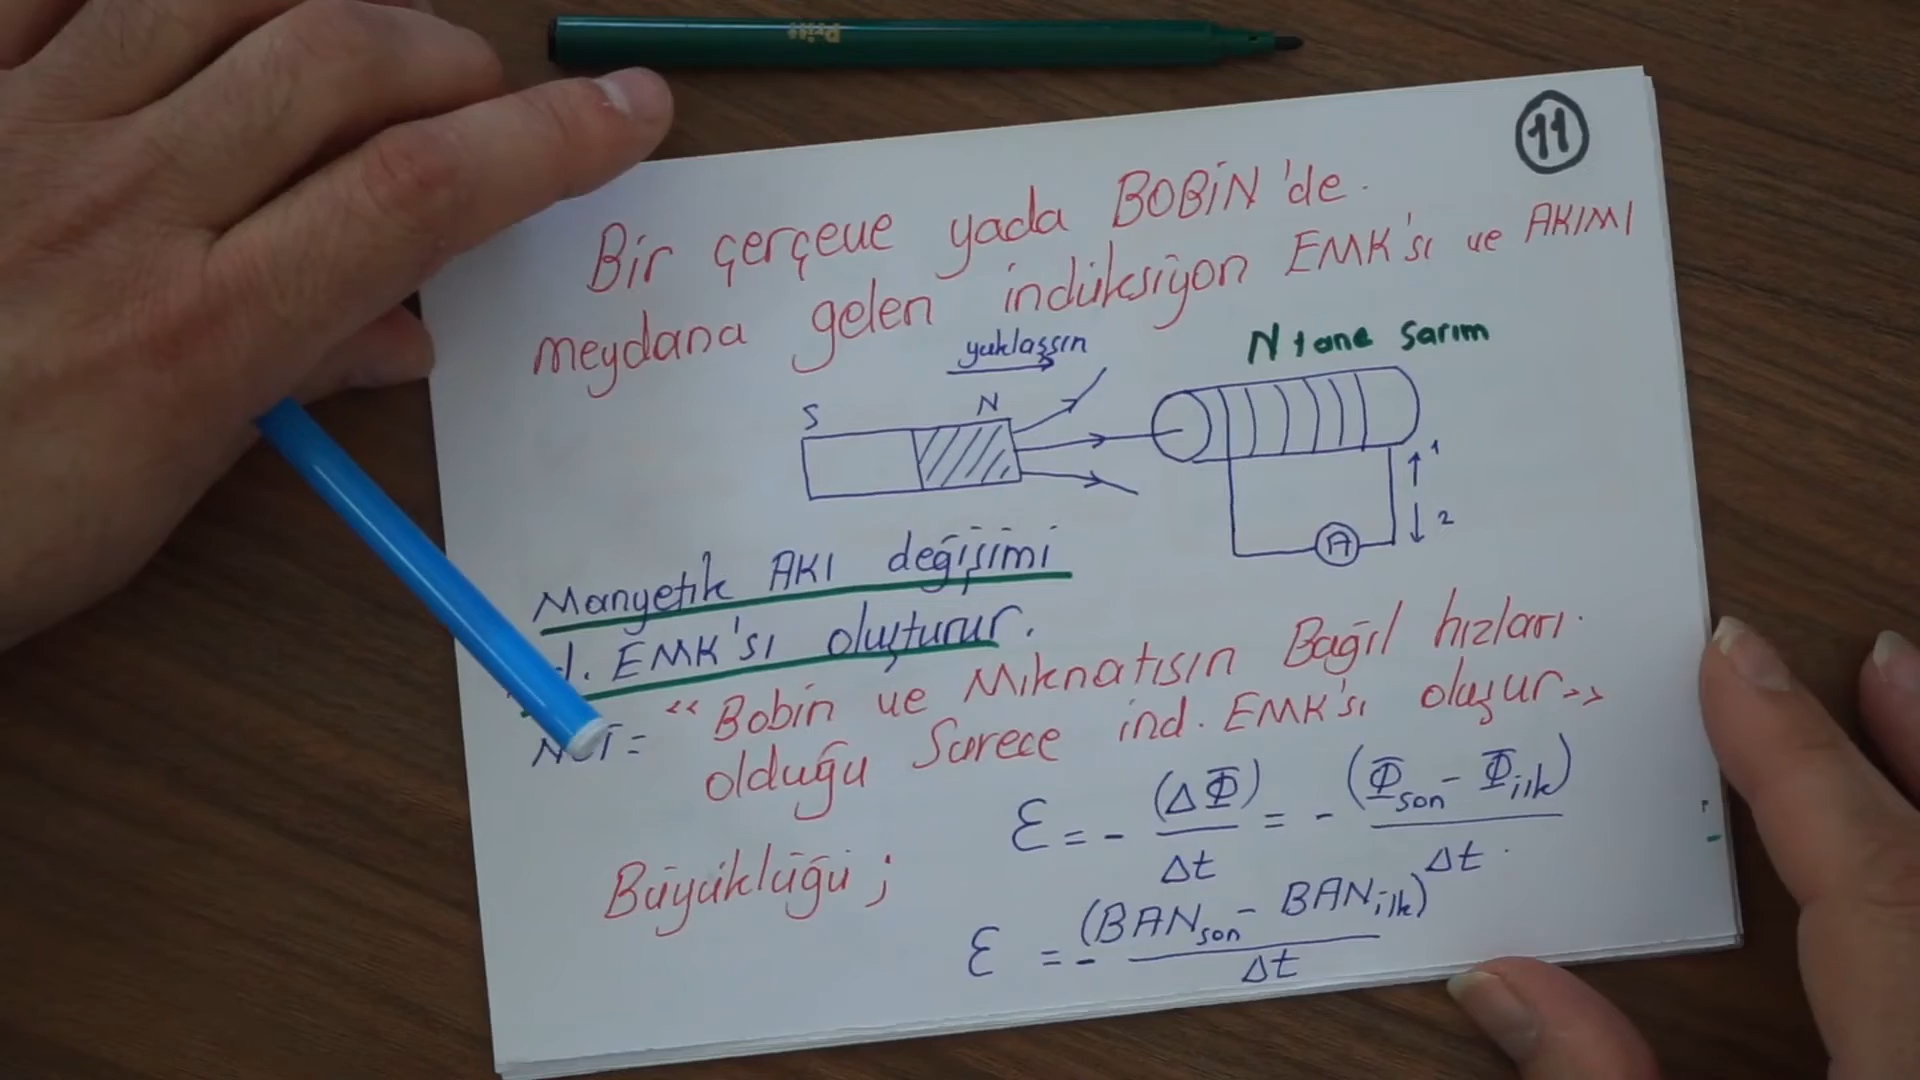 Pritt
11
Bir çerçeve yada BOBİN'de.
meydana gelen indüksiyon EMK'sı ve AKIMI
yaklaşsın
N tane sarım
S N
1
2
A
Manyetik AKI değişimi
EMK'sı oluşturur.
NOT= "Bobin ve Mıknatısın Bağıl hızları.
olduğu Sürece ind. EMK'sı oluşur"
Ɛ = - (ΔΦ)/Δt = - (Φson - Φilk)/Δt
Büyüklüğü ;
Ɛ = - (BANson - BANilk)/Δt